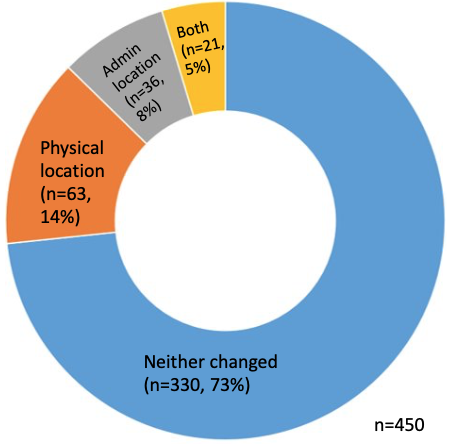 Both
(n=21,
5%)
Admin
location
(n=36,
8%)
Physical
location
(n=63,
14%)
Neither changed
(n=330, 73%)
n=450